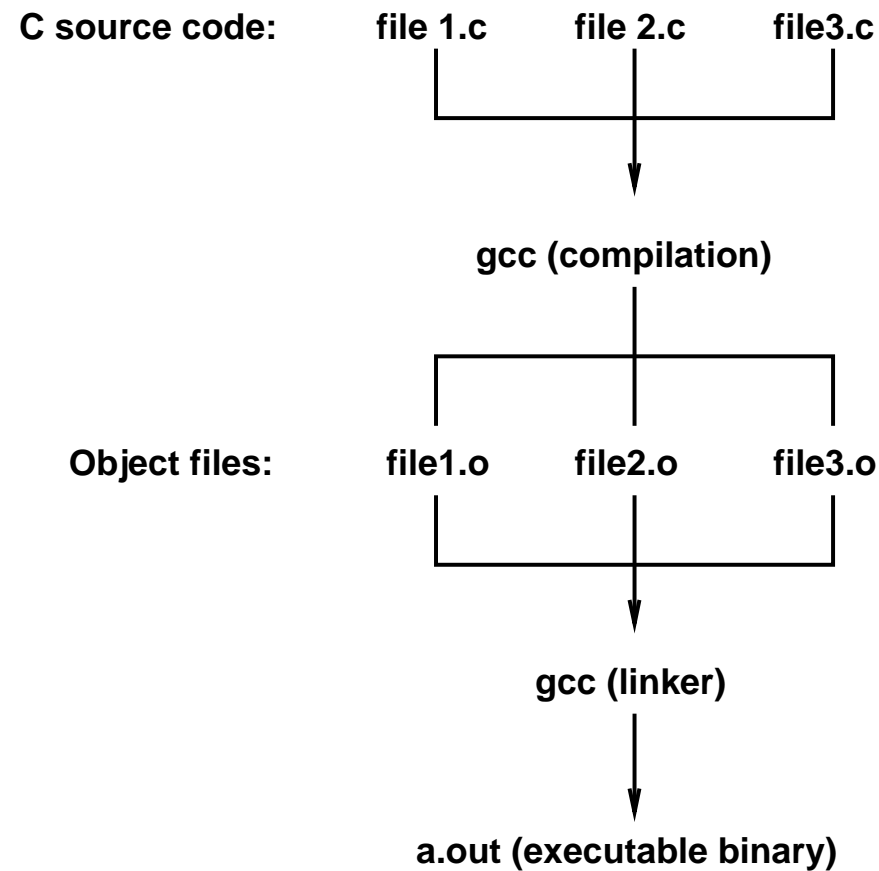 C source code: file 1.c file 2.c file3.c
gcc (compilation)
Object files: file1.o file2.o file3.o
gcc (linker)
a.out (executable binary)